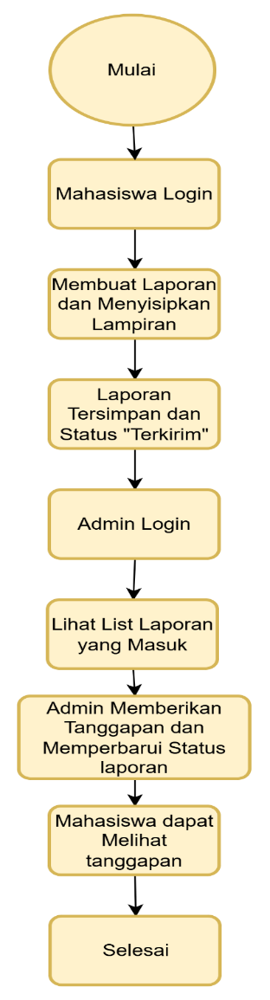 Mulai
Mahasiswa Login
Membuat Laporan
dan Menyisipkan
Lampiran
Laporan
Tersimpan dan
Status "Terkirim"
Admin Login
Lihat List Laporan
yang Masuk
Admin Memberikan
Tanggapan dan
Memperbarui Status
laporan
Mahasiswa dapat
Melihat
tanggapan
Selesai